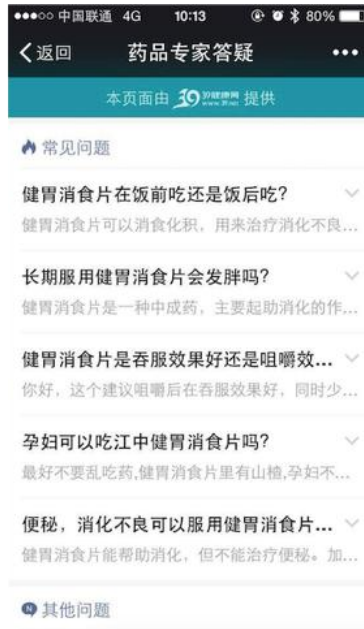 中国联通 4G 10:13 80%
返回 药品专家答疑
本页面由 39健康网 www.39.net 提供
常见问题
健胃消食片在饭前吃还是饭后吃?
健胃消食片可以消食化积，用来治疗消化不良...
长期服用健胃消食片会发胖吗?
健胃消食片是一种中成药，主要起助消化的作...
健胃消食片是吞服效果好还是咀嚼效...
你好，这个建议咀嚼后在吞服效果好，同时少...
孕妇可以吃江中健胃消食片吗?
最好不要乱吃药,健胃消食片里有山楂,孕妇不...
便秘，消化不良可以服用健胃消食片...
健胃消食片能帮助消化，但不能治疗便秘。加...
N 其他问题